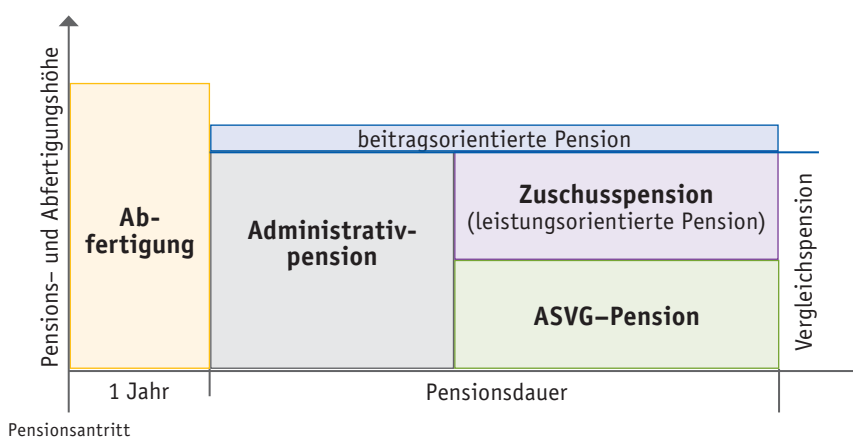 Pensions– und Abfertigungshöhe
beitragsorientierte Pension
Ab-
fertigung
Administrativ-
pension
Zuschusspension
(leistungsorientierte Pension)
ASVG–Pension
Vergleichspension
1 Jahr
Pensionsdauer
Pensionsantritt